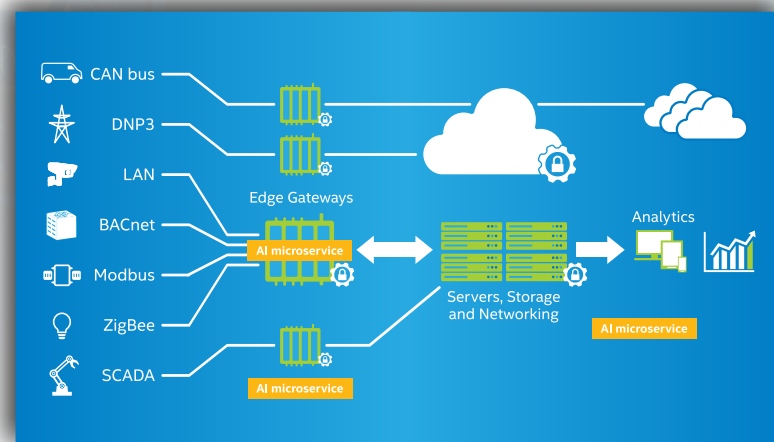 CAN bus
DNP3
LAN
BACnet
Modbus
ZigBee
SCADA
Edge Gateways
AI microservice
AI microservice
Servers, Storage
and Networking
Analytics
AI microservice